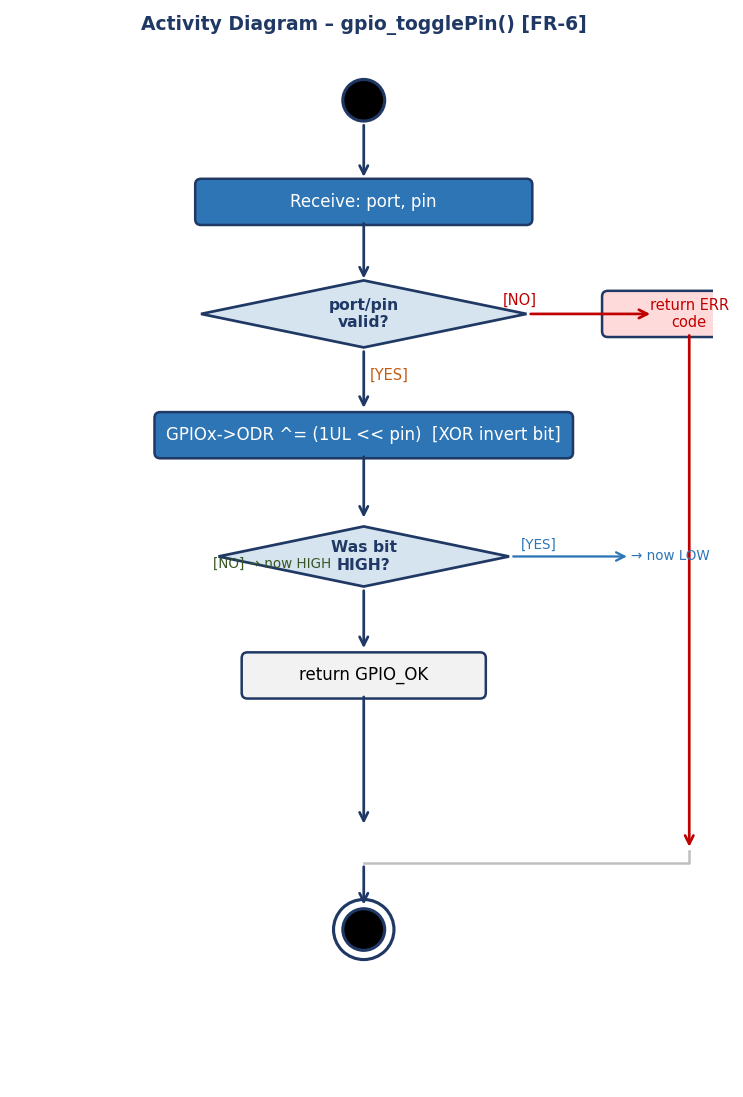 Activity Diagram – gpio_togglePin() [FR-6]
Receive: port, pin
port/pin
valid?
[NO]
return ERR
code
[YES]
GPIOx->ODR ^= (1UL << pin)  [XOR invert bit]
Was bit
HIGH?
[YES]
→ now LOW
[NO] → now HIGH
return GPIO_OK